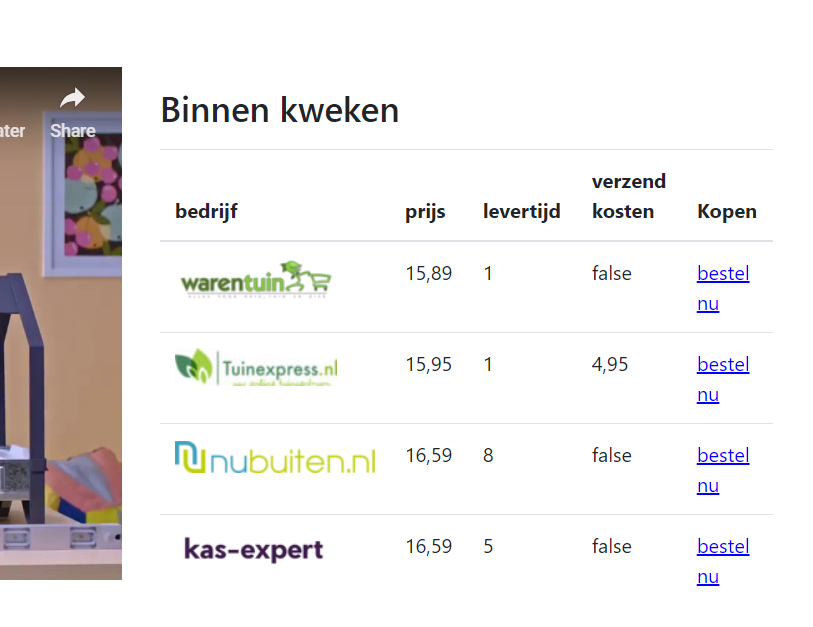 Share
Binnen kweken
bedrijf prijs levertijd verzend kosten Kopen
warentuin 15,89 1 false bestel nu
Tuinexpress.nl 15,95 1 4,95 bestel nu
nubuiten.nl 16,59 8 false bestel nu
kas-expert 16,59 5 false bestel nu